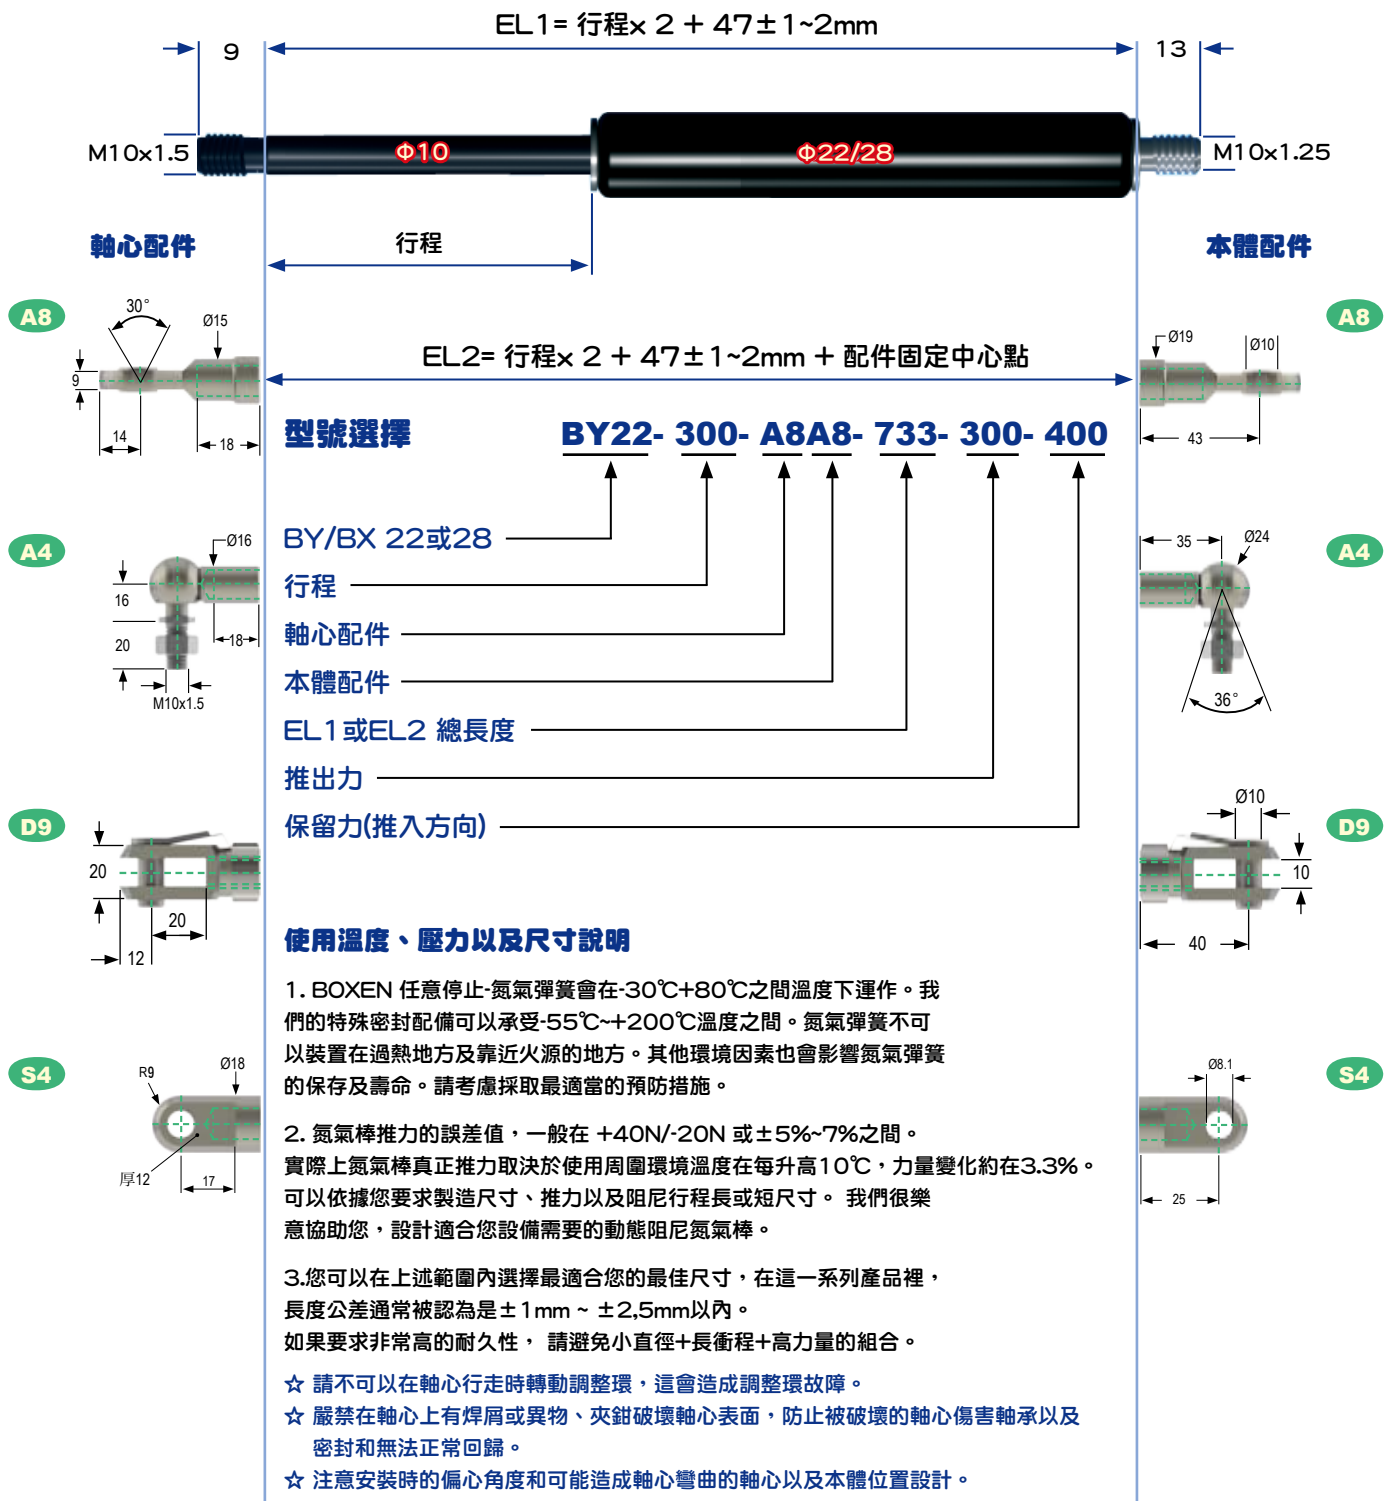 EL1= 行程x 2 + 47±1~2mm
9
13
M10x1.5
Φ10
Φ22/28
M10x1.25
軸心配件
行程
本體配件
A8
30°
Ø15
9
14
18
EL2= 行程x 2 + 47±1~2mm + 配件固定中心點
Ø19
Ø10
43
A8
型號選擇
BY22- 300- A8A8- 733- 300- 400
BY/BX 22或28
行程
軸心配件
本體配件
EL1或EL2 總長度
推出力
保留力(推入方向)
A4
Ø16
16
20
18
M10x1.5
35
Ø24
36°
A4
D9
20
20
12
Ø10
10
40
D9
使用溫度、壓力以及尺寸說明
1. BOXEN 任意停止-氮氣彈簧會在-30℃+80℃之間溫度下運作。我
們的特殊密封配備可以承受-55℃~+200℃溫度之間。氮氣彈簧不可
以裝置在過熱地方及靠近火源的地方。其他環境因素也會影響氮氣彈簧
的保存及壽命。請考慮採取最適當的預防措施。
S4
R9
Ø18
厚12
17
Ø8.1
25
S4
2. 氮氣棒推力的誤差值，一般在 +40N/-20N 或±5%~7%之間。
實際上氮氣棒真正推力取決於使用周圍環境溫度在每升高10℃，力量變化約在3.3%。
可以依據您要求製造尺寸、推力以及阻尼行程長或短尺寸。 我們很樂
意協助您，設計適合您設備需要的動態阻尼氮氣棒。
3.您可以在上述範圍內選擇最適合您的最佳尺寸，在這一系列產品裡，
長度公差通常被認為是±1mm ~ ±2,5mm以內。
如果要求非常高的耐久性， 請避免小直徑+長衝程+高力量的組合。
☆ 請不可以在軸心行走時轉動調整環，這會造成調整環故障。
☆ 嚴禁在軸心上有焊屑或異物、夾鉗破壞軸心表面，防止被破壞的軸心傷害軸承以及
密封和無法正常回歸。
☆ 注意安裝時的偏心角度和可能造成軸心彎曲的軸心以及本體位置設計。